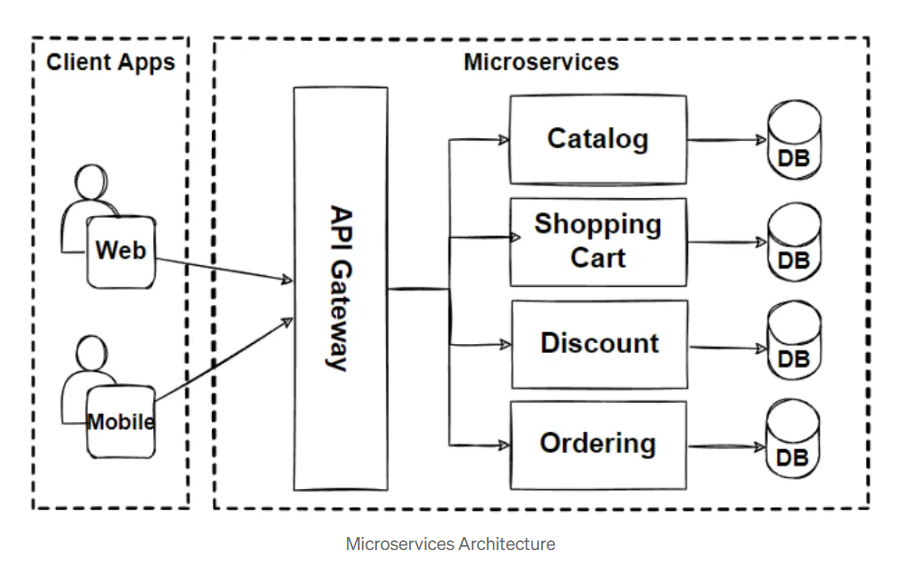 Client Apps
Microservices
Web
Mobile
API Gateway
Catalog
DB
Shopping
Cart
DB
Discount
DB
Ordering
DB
Microservices Architecture